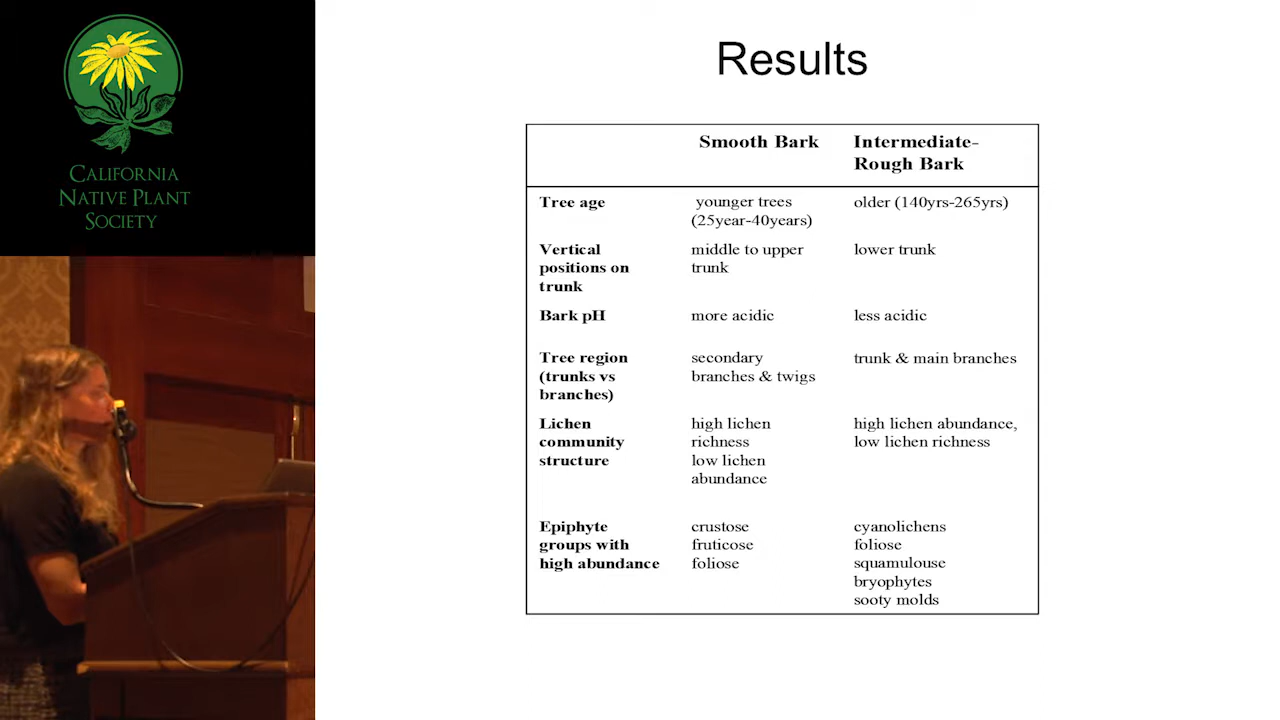 CALIFORNIA
NATIVE PLANT
SOCIETY
Results
Smooth Bark
Intermediate-
Rough Bark
Tree age
younger trees
(25year-40years)
older (140yrs-265yrs)
Vertical
positions on
trunk
middle to upper
trunk
lower trunk
Bark pH
more acidic
less acidic
Tree region
(trunks vs
branches)
secondary
branches & twigs
trunk & main branches
Lichen
community
structure
high lichen
richness
low lichen
abundance
high lichen abundance,
low lichen richness
Epiphyte
groups with
high abundance
crustose
fruticose
foliose
cyanolichens
foliose
squamulouse
bryophytes
sooty molds